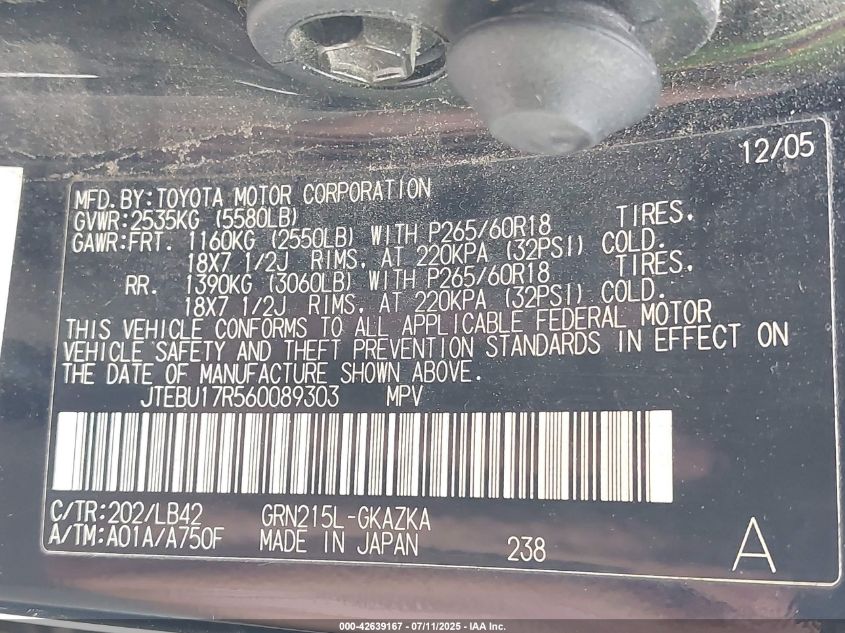 12/05
MFD.BY:TOYOTA MOTOR CORPORATION
GVWR:2535KG (5580LB)
GAWR:FRT. 1160KG (2550LB) WITH P265/60R18 TIRES,
18X7 1/2J RIMS, AT 220KPA (32PSI) COLD.
RR. 1390KG (3060LB) WITH P265/60R18 TIRES,
18X7 1/2J RIMS, AT 220KPA (32PSI) COLD.
THIS VEHICLE CONFORMS TO ALL APPLICABLE FEDERAL MOTOR
VEHICLE SAFETY AND THEFT PREVENTION STANDARDS IN EFFECT ON
THE DATE OF MANUFACTURE SHOWN ABOVE.
JTEBU17R560089303 MPV
C/TR:202/LB42 GRN215L-GKAZKA
A/TM:A01A/A750F MADE IN JAPAN 238 A
000-42639167 - 07/11/2025 - IAA Inc.